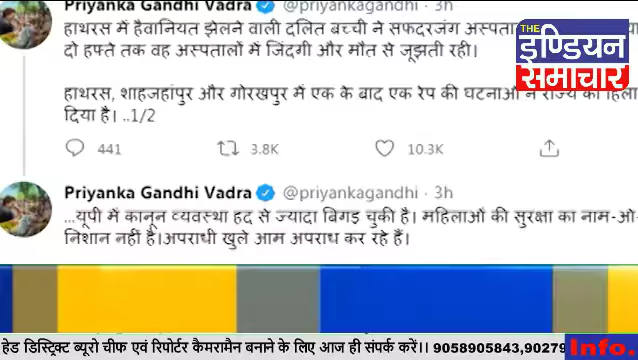 Priyanka Gandhi Vadra @priyankagandhi · 3h
हाथरस में हैवानियत झेलने वाली दलित बच्ची ने सफदरजंग
दो हफ्ते तक वह अस्पतालों में जिंदगी और मौत से जूझती रही।
हाथरस, शाहजहांपुर और गोरखपुर में एक के बाद एक रेप की घटनाओं ने राज्य को हिला
दिया है। ..1/2
441 3.8K 10.3K
Priyanka Gandhi Vadra @priyankagandhi · 3h
...यूपी में कानून व्यवस्था हद से ज्यादा बिगड़ चुकी है। महिलाओं की सुरक्षा का नाम-ओ-
निशान नहीं है।अपराधी खुले आम अपराध कर रहे हैं।
THE
इण्डियन
समाचार
हेड डिस्ट्रिक्ट ब्यूरो चीफ एवं रिपोर्टर कैमरामैन बनाने के लिए आज ही संपर्क करें।। 9058905843,90279
Info.